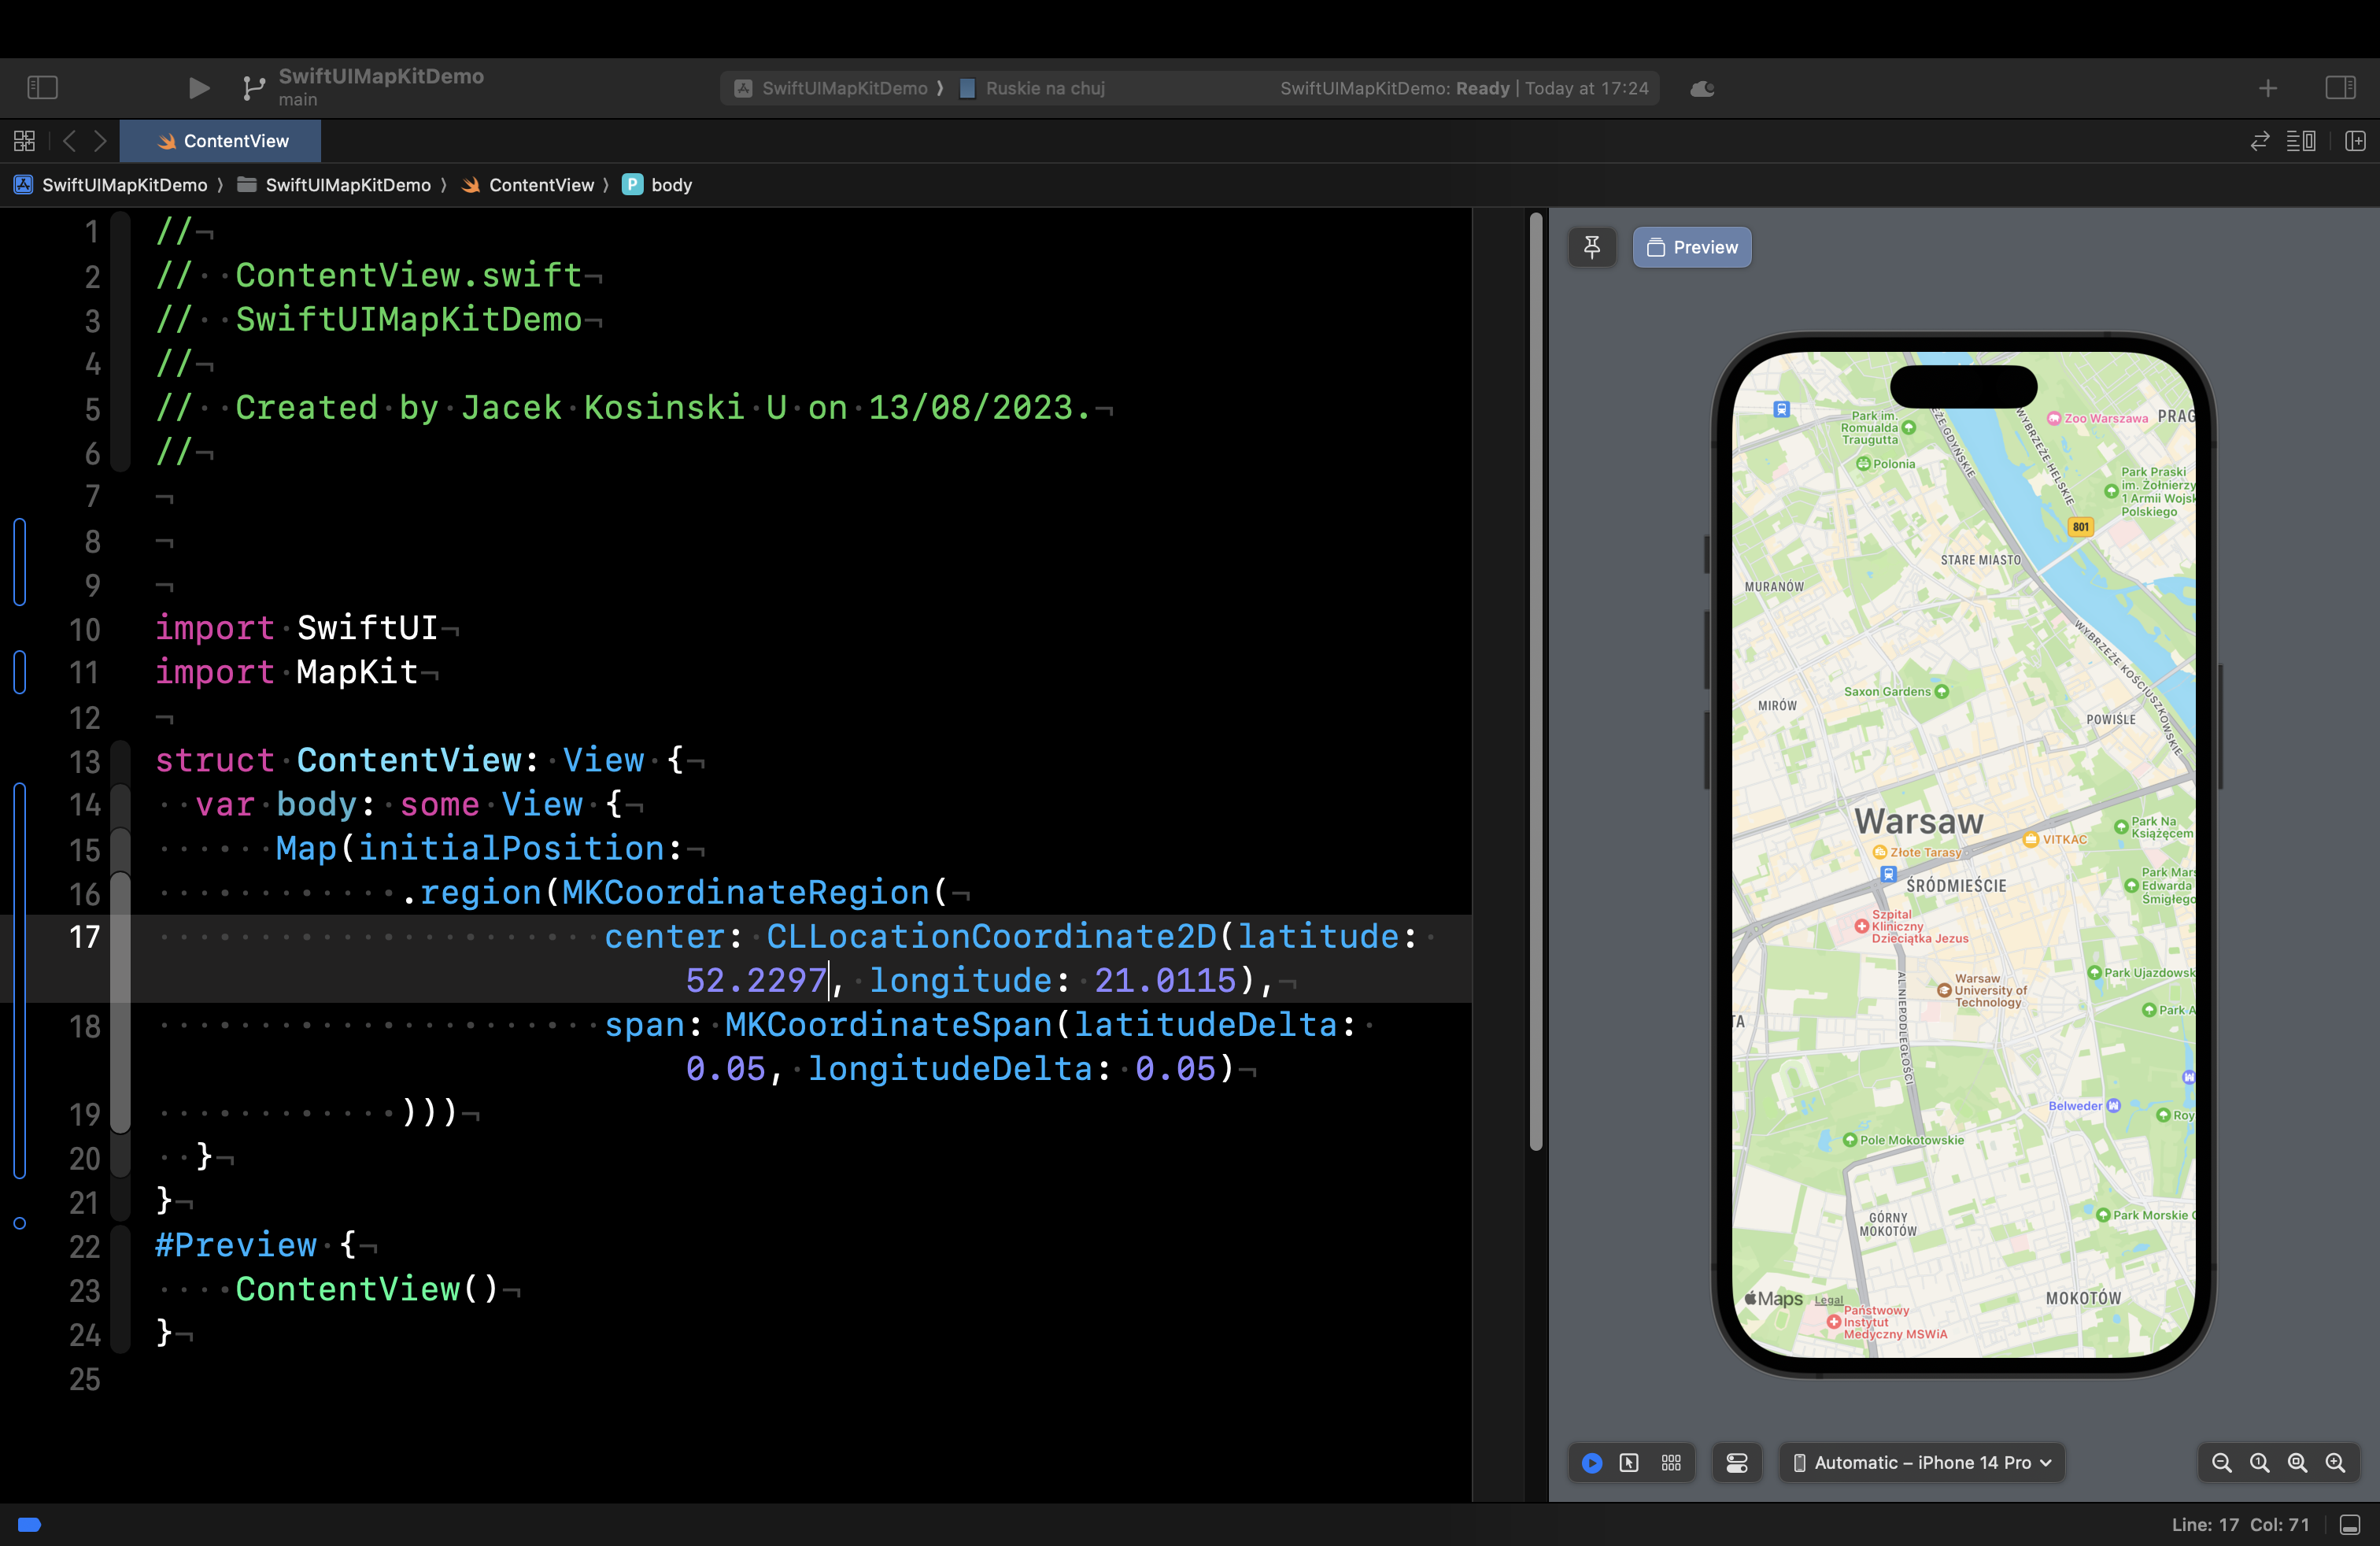 SwiftUIMapKitDemo
main
SwiftUIMapKitDemo ⟩ Ruskie na chuj
SwiftUIMapKitDemo: Ready | Today at 17:24
ContentView
SwiftUIMapKitDemo ⟩ SwiftUIMapKitDemo ⟩ ContentView ⟩ P body
1 //
2 //  ContentView.swift
3 //  SwiftUIMapKitDemo
4 //
5 //  Created by Jacek Kosinski U on 13/08/2023.
6 //
7
8
9
10 import SwiftUI
11 import MapKit
12
13 struct ContentView: View {
14   var body: some View {
15       Map(initialPosition:
16             .region(MKCoordinateRegion(
17                       center: CLLocationCoordinate2D(latitude:
52.2297, longitude: 21.0115),
18                       span: MKCoordinateSpan(latitudeDelta:
0.05, longitudeDelta: 0.05)
19             )))
20   }
21 }
22 #Preview {
23     ContentView()
24 }
25
Preview
Park im.
Romualda
Traugutta
Polonia
WYBRZEŻE HELSKIE
Zoo Warszawa
PRAG
Park Praski
im. Żołnierzy
1 Armii Wojsk
Polskiego
801
STARE MIASTO
MURANÓW
WYBRZEŻE KOŚCIUSZKOWSKIE
Saxon Gardens
MIRÓW
POWIŚLE
Warsaw
Park Na
Książęcem
VITKAC
Złote Tarasy
ŚRÓDMIEŚCIE
Park Mars
Edwarda
Śmigłego
Szpital
Kliniczny
Dzieciątka Jezus
Park Ujazdowsk
Warsaw
University of
Technology
AL. NIEPODLEGŁOŚCI
Park A
TA
Belweder
Roy
Pole Mokotowskie
GÓRNY
MOKOTÓW
Park Morskie
MOKOTÓW
Maps Legal
Państwowy
Instytut
Medyczny MSWiA
Automatic – iPhone 14 Pro
Line: 17 Col: 71